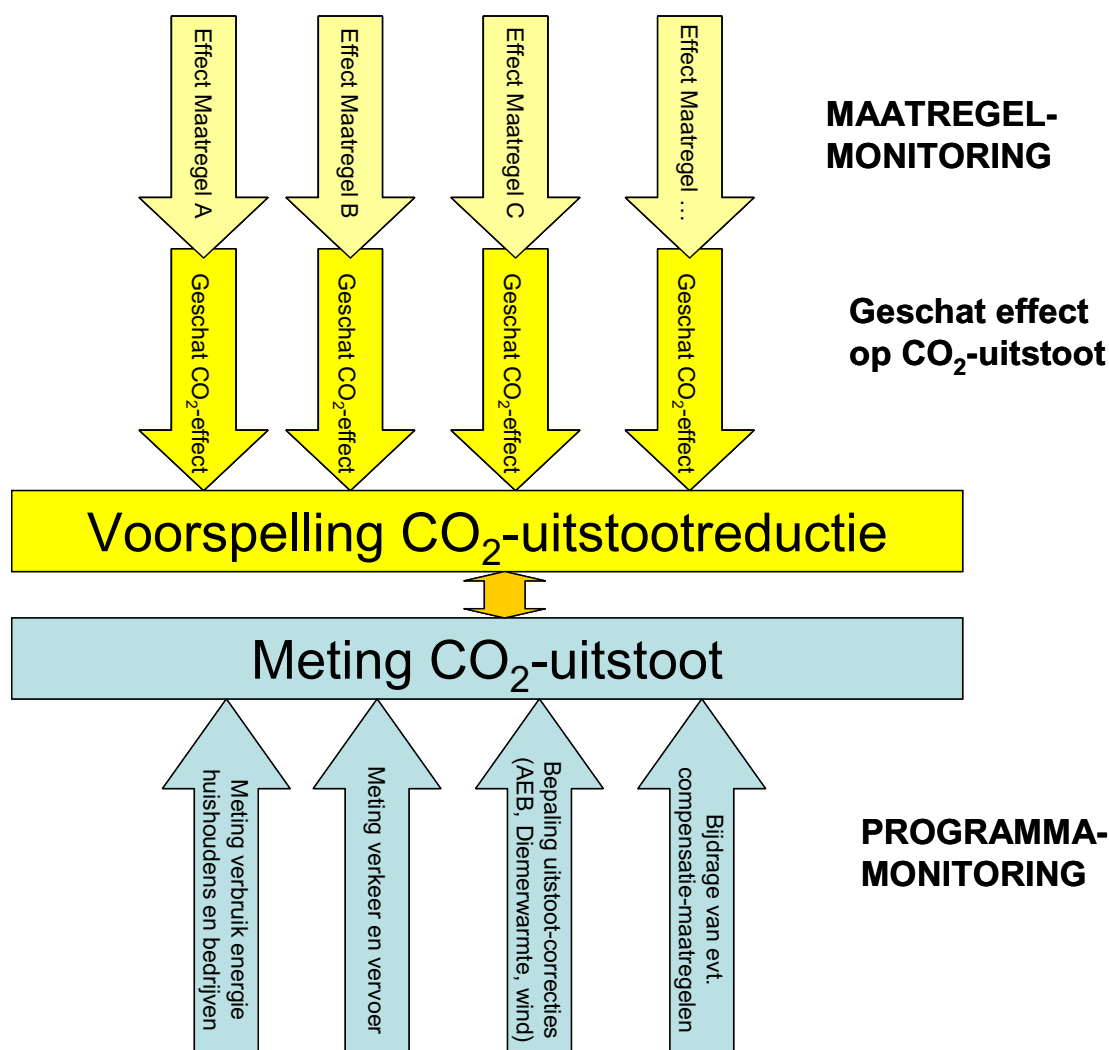 Effect Maatregel A
Effect Maatregel B
Effect Maatregel C
Effect Maatregel ...
MAATREGEL-
MONITORING
Geschat CO₂-effect
Geschat CO₂-effect
Geschat CO₂-effect
Geschat CO₂-effect
Geschat effect
op CO₂-uitstoot
Voorspelling CO₂-uitstootreductie
Meting CO₂-uitstoot
Meting verbruik energie
huishoudens en bedrijven
Meting verkeer en vervoer
Bepaling uitstoot-correcties
(AEB, Diemerwarmte, wind)
Bijdrage van evt.
compensatie-maatregelen
PROGRAMMA-
MONITORING